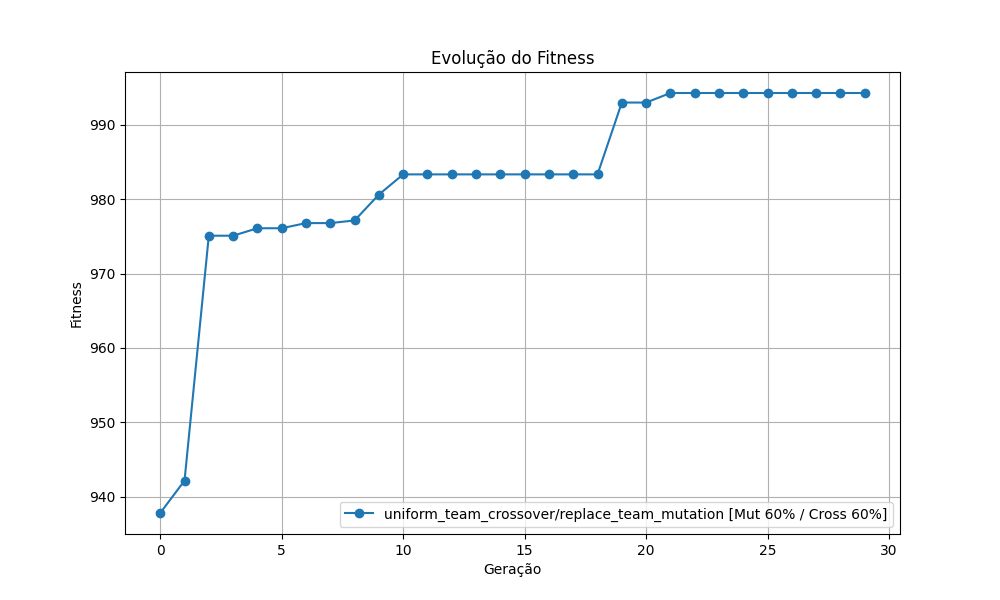 Evolução do Fitness
Fitness
990
980
970
960
950
940
uniform_team_crossover/replace_team_mutation [Mut 60% / Cross 60%]
0 5 10 15 20 25 30
Geração